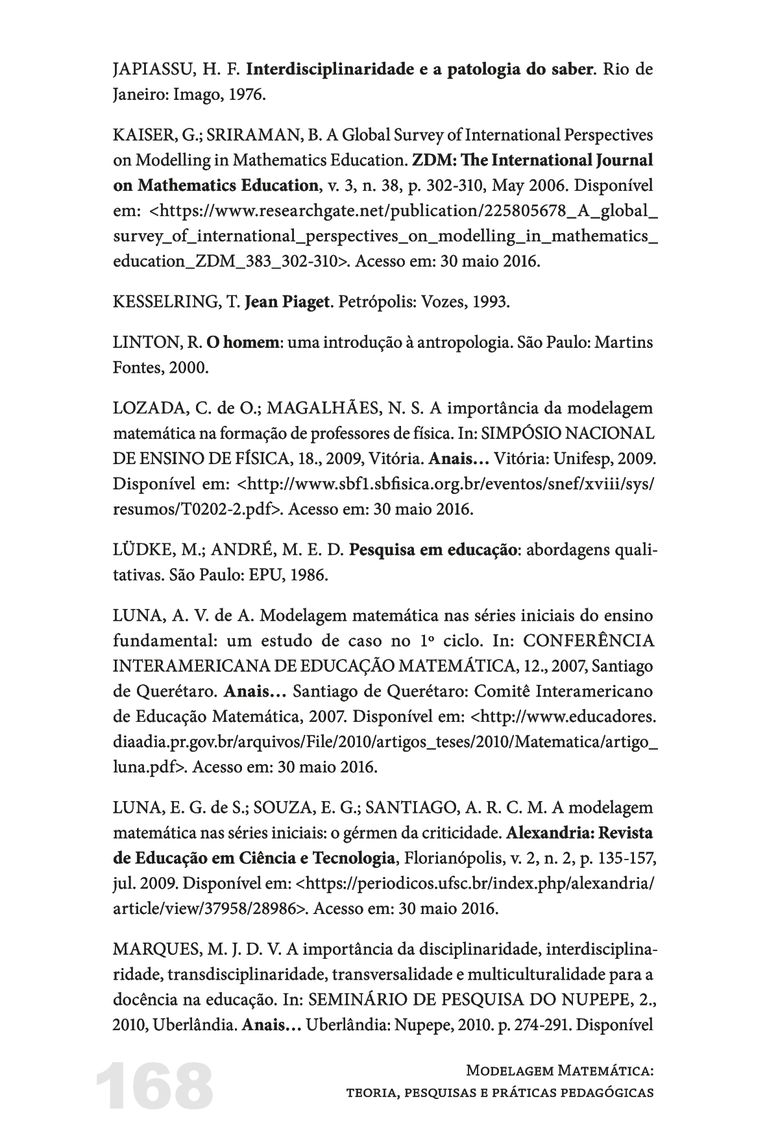 JAPIASSU, H. F. Interdisciplinaridade e a patologia do saber. Rio de
Janeiro: Imago, 1976.
KAISER, G.; SRIRAMAN, B. A Global Survey of International Perspectives
on Modelling in Mathematics Education. ZDM: The International Journal
on Mathematics Education, v. 3, n. 38, p. 302-310, May 2006. Disponível
em: <https://www.researchgate.net/publication/225805678_A_global_
survey_of_international_perspectives_on_modelling_in_mathematics_
education_ZDM_383_302-310>. Acesso em: 30 maio 2016.
KESSELRING, T. Jean Piaget. Petrópolis: Vozes, 1993.
LINTON, R. O homem: uma introdução à antropologia. São Paulo: Martins
Fontes, 2000.
LOZADA, C. de O.; MAGALHÃES, N. S. A importância da modelagem
matemática na formação de professores de física. In: SIMPÓSIO NACIONAL
DE ENSINO DE FÍSICA, 18., 2009, Vitória. Anais... Vitória: Unifesp, 2009.
Disponível em: <http://www.sbf1.sbfisica.org.br/eventos/snef/xviii/sys/
resumos/T0202-2.pdf>. Acesso em: 30 maio 2016.
LÜDKE, M.; ANDRÉ, M. E. D. Pesquisa em educação: abordagens quali-
tativas. São Paulo: EPU, 1986.
LUNA, A. V. de A. Modelagem matemática nas séries iniciais do ensino
fundamental: um estudo de caso no 1º ciclo. In: CONFERÊNCIA
INTERAMERICANA DE EDUCAÇÃO MATEMÁTICA, 12., 2007, Santiago
de Querétaro. Anais... Santiago de Querétaro: Comitê Interamericano
de Educação Matemática, 2007. Disponível em: <http://www.educadores.
diaadia.pr.gov.br/arquivos/File/2010/artigos_teses/2010/Matematica/artigo_
luna.pdf>. Acesso em: 30 maio 2016.
LUNA, E. G. de S.; SOUZA, E. G.; SANTIAGO, A. R. C. M. A modelagem
matemática nas séries iniciais: o gérmen da criticidade. Alexandria: Revista
de Educação em Ciência e Tecnologia, Florianópolis, v. 2, n. 2, p. 135-157,
jul. 2009. Disponível em: <https://periodicos.ufsc.br/index.php/alexandria/
article/view/37958/28986>. Acesso em: 30 maio 2016.
MARQUES, M. J. D. V. A importância da disciplinaridade, interdisciplina-
ridade, transdisciplinaridade, transversalidade e multiculturalidade para a
docência na educação. In: SEMINÁRIO DE PESQUISA DO NUPEPE, 2.,
2010, Uberlândia. Anais... Uberlândia: Nupepe, 2010. p. 274-291. Disponível
168
MODELAGEM MATEMÁTICA:
TEORIA, PESQUISAS E PRÁTICAS PEDAGÓGICAS